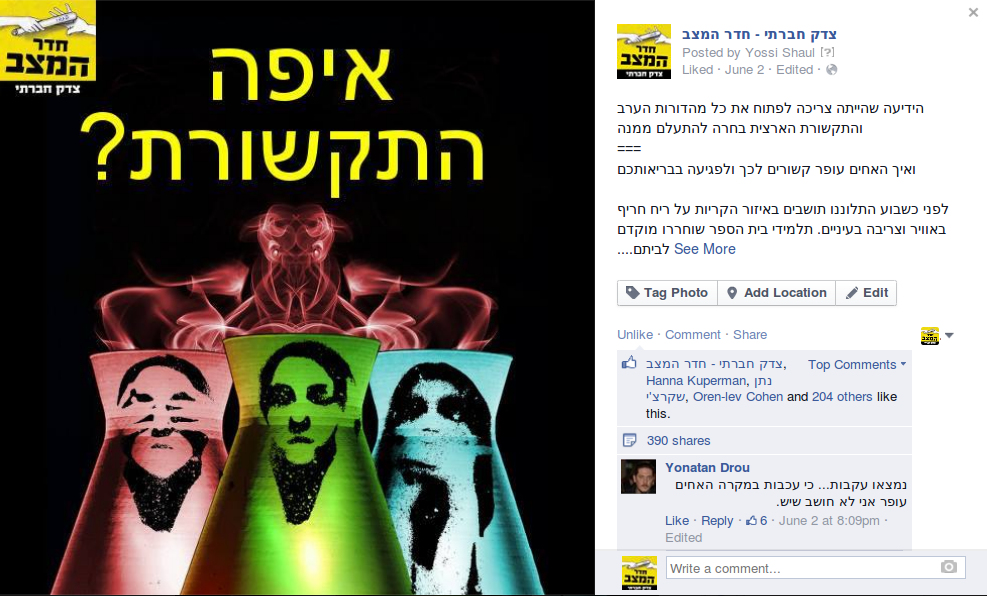 חדר
המצב
צדק חברתי
איפה
התקשורת?
צדק חברתי - חדר המצב
Posted by Yossi Shaul [?]
Liked · June 2 · Edited ·
הידיעה שהייתה צריכה לפתוח את כל מהדורות הערב
והתקשורת הארצית בחרה להתעלם ממנה
===
ואיך האחים עופר קשורים לכך ולפגיעה בבריאותכם
לפני כשבוע התלוננו תושבים באיזור הקריות על ריח חריף
באוויר וצריבה בעיניים. תלמידי בית הספר שוחררו מוקדם
לביתם.... See More
Tag Photo
Add Location
Edit
Unlike · Comment · Share
צדק חברתי - חדר המצב,
Top Comments
Hanna Kuperman, נתן
שקרצ'י, Oren-lev Cohen and 204 others like
this.
390 shares
Yonatan Drou
נמצאו עקבות... כי עכבות במקרה האחים
עופר אני לא חושב שיש.
Like · Reply · 6 · June 2 at 8:09pm ·
Edited
חדר
המצב
Write a comment...